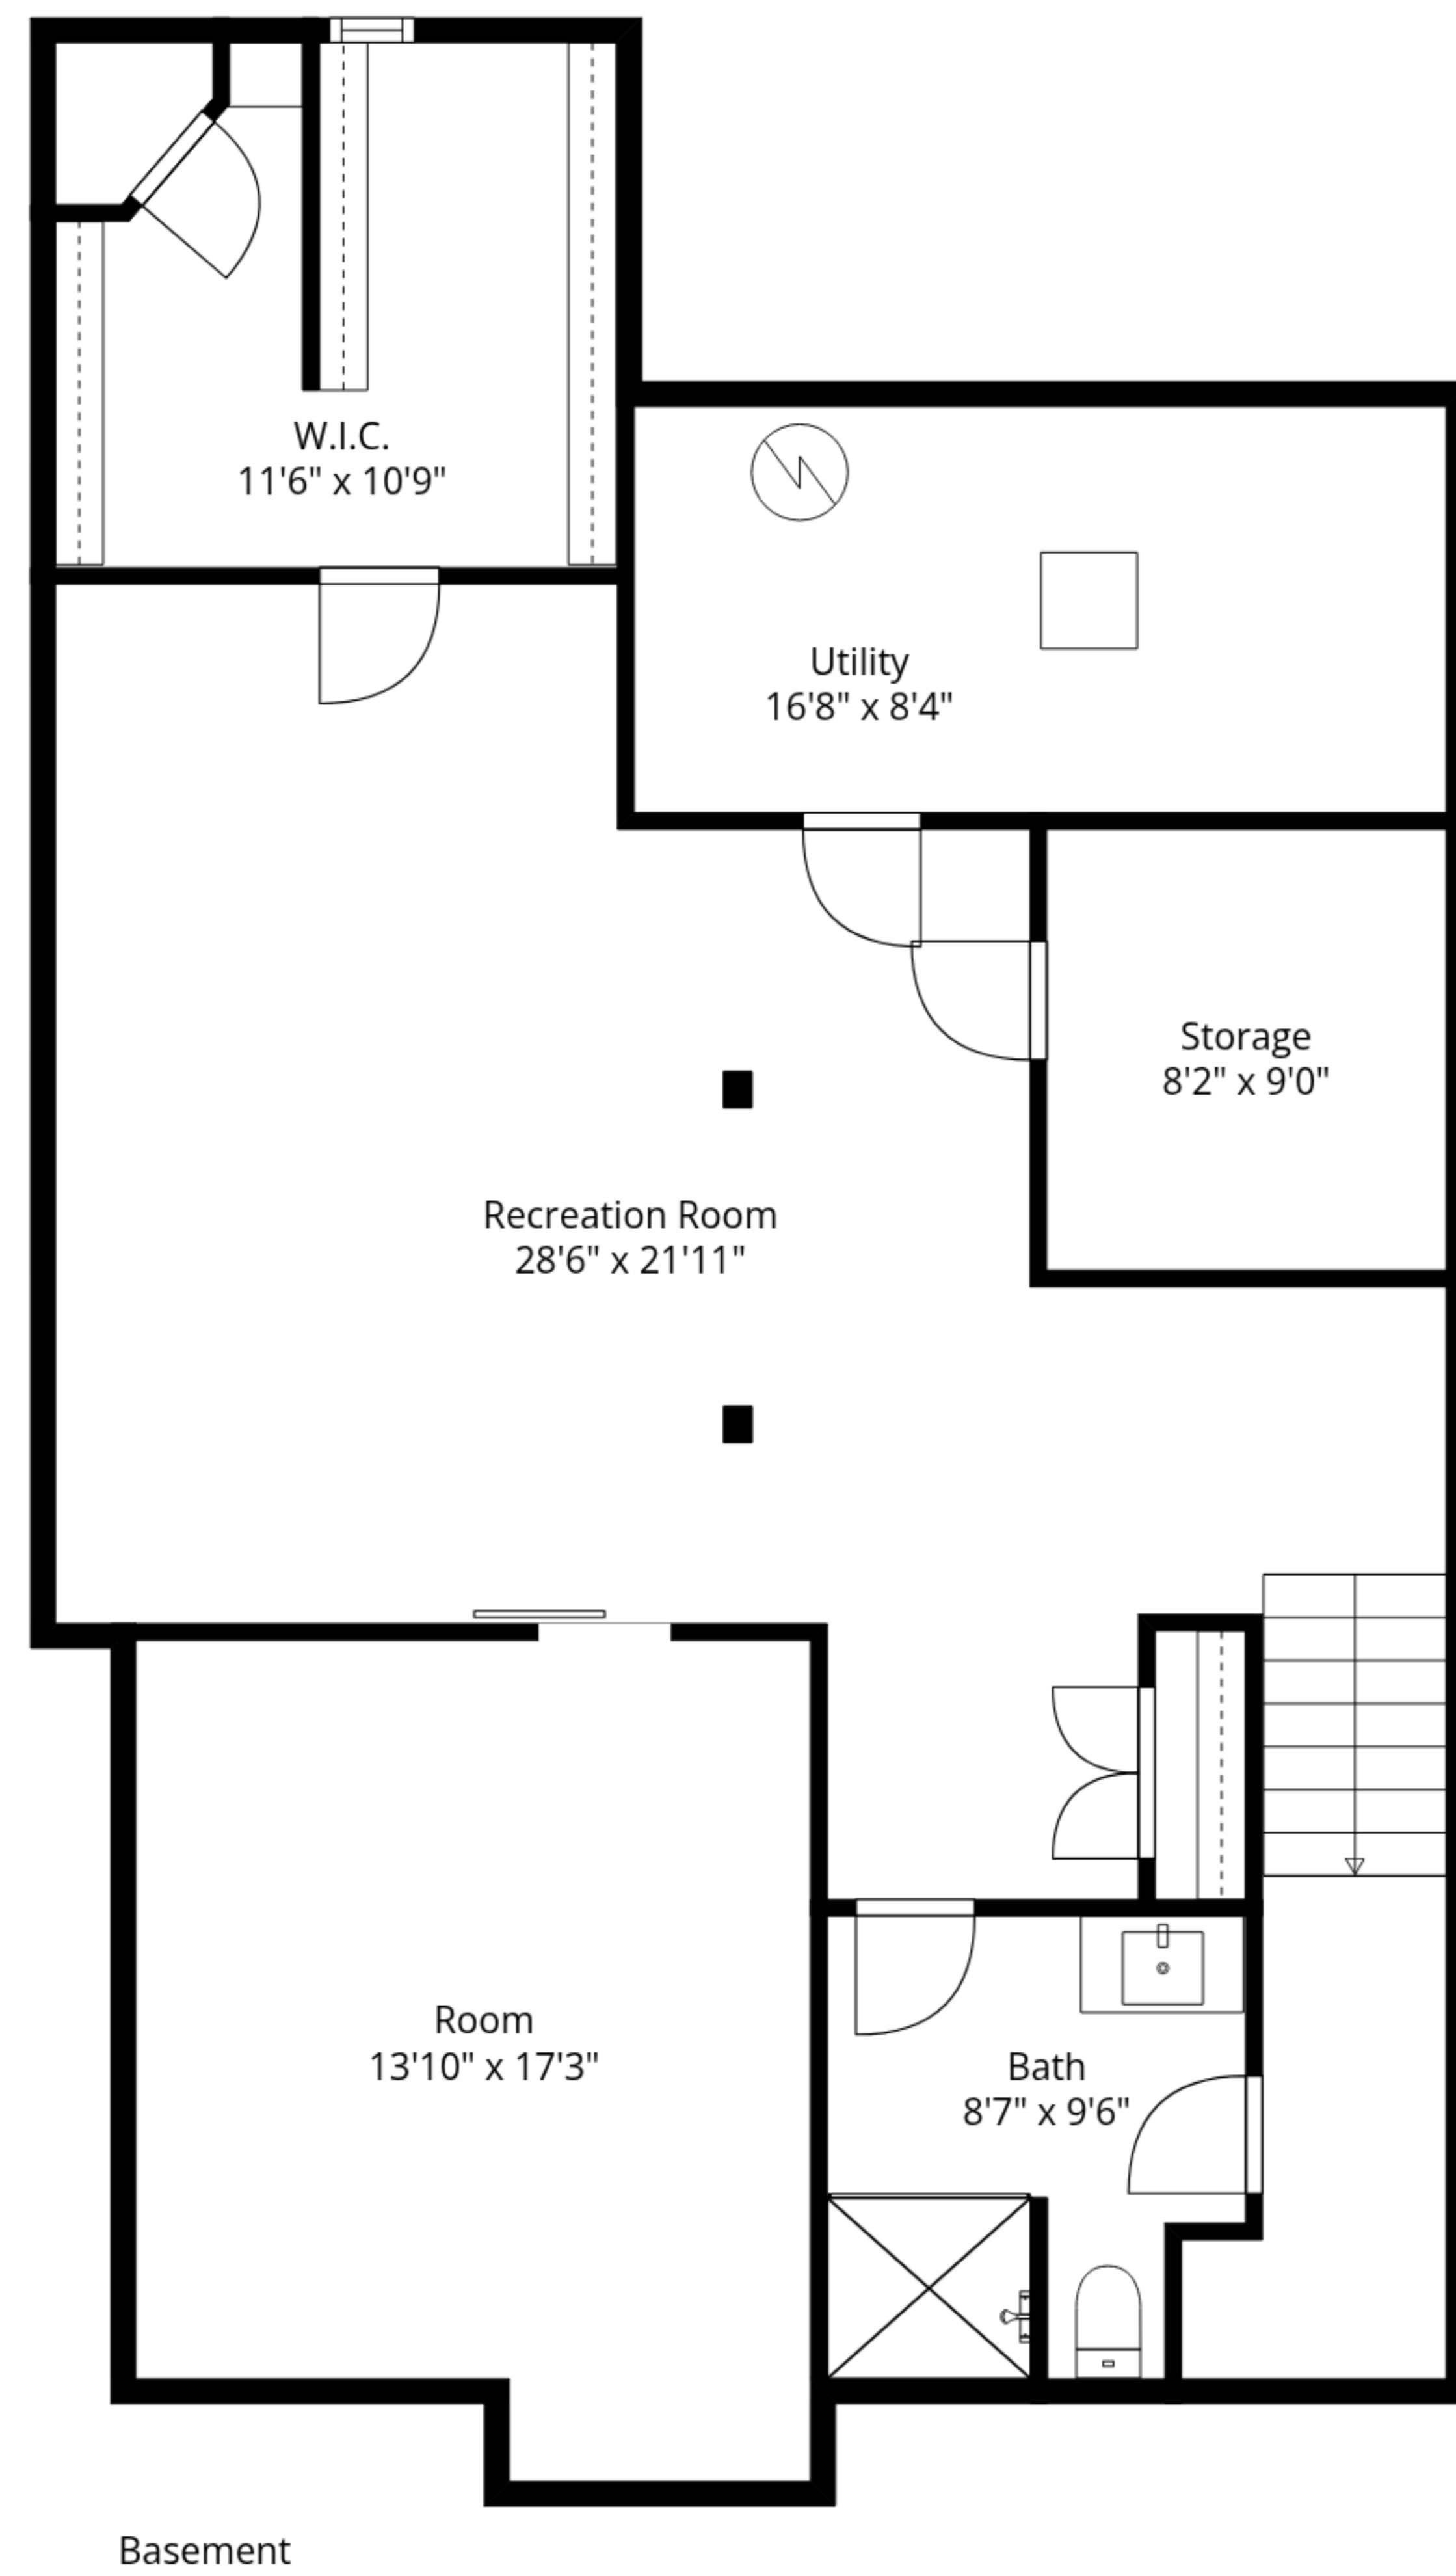 W.I.C.
11'6" x 10'9"
Utility
16'8" x 8'4"
Storage
8'2" x 9'0"
Recreation Room
28'6" x 21'11"
Room
13'10" x 17'3"
Bath
8'7" x 9'6"
Basement